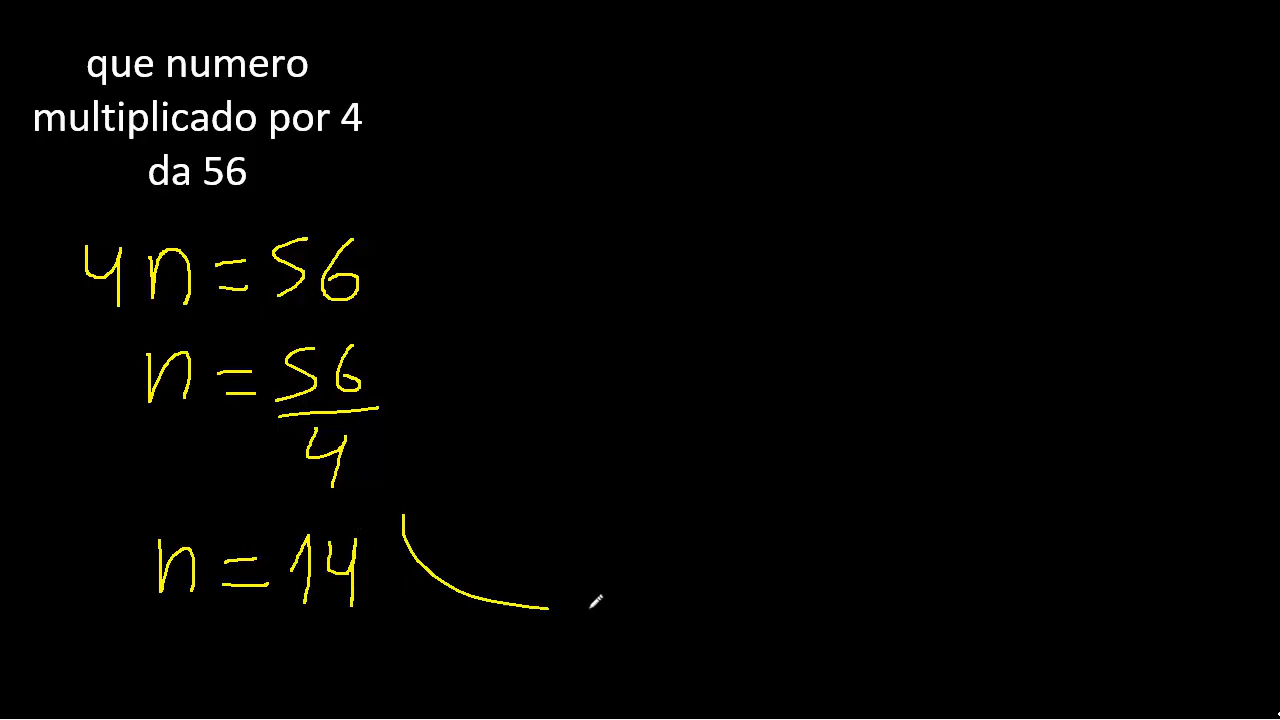 que numero
multiplicado por 4
da 56
4n=56
n=56/4
n=14